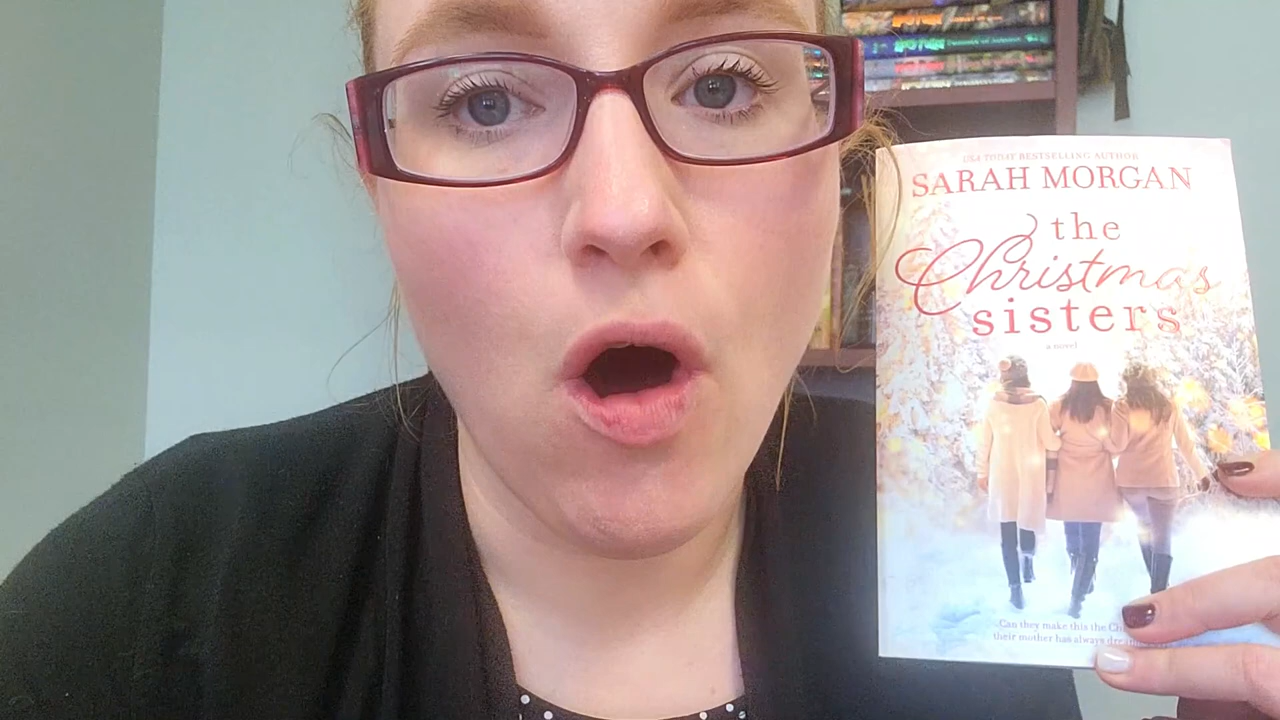 USA TODAY BESTSELLING AUTHOR
SARAH MORGAN
the
Christmas
sisters
a novel
Can they make this the
their mother has always